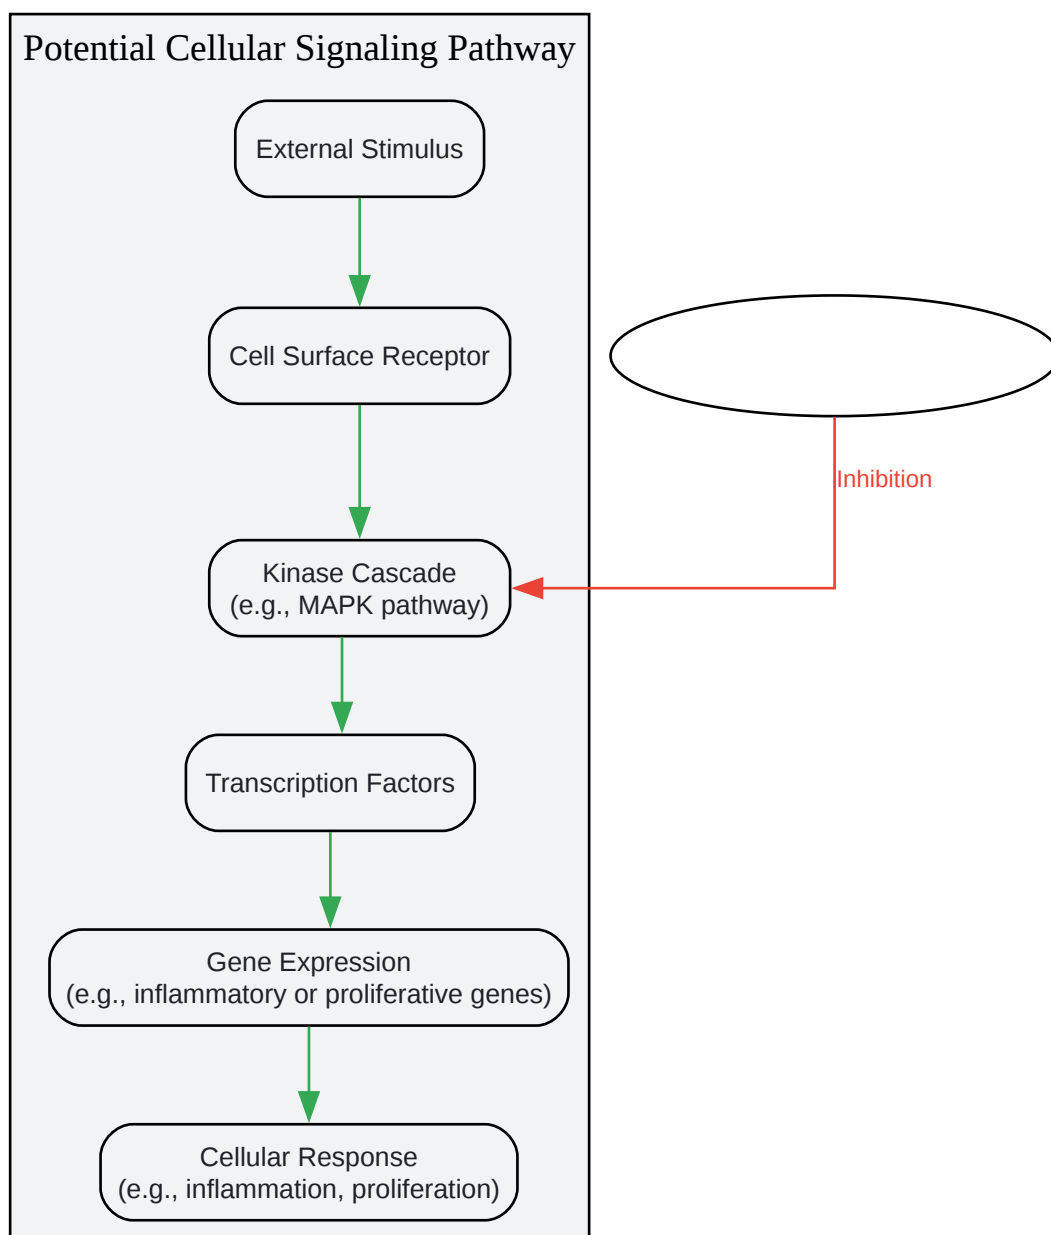 Potential Cellular Signaling Pathway
External Stimulus
Cell Surface Receptor
Inhibition
Kinase Cascade
(e.g., MAPK pathway)
Transcription Factors
Gene Expression
(e.g., inflammatory or proliferative genes)
Cellular Response
(e.g., inflammation, proliferation)